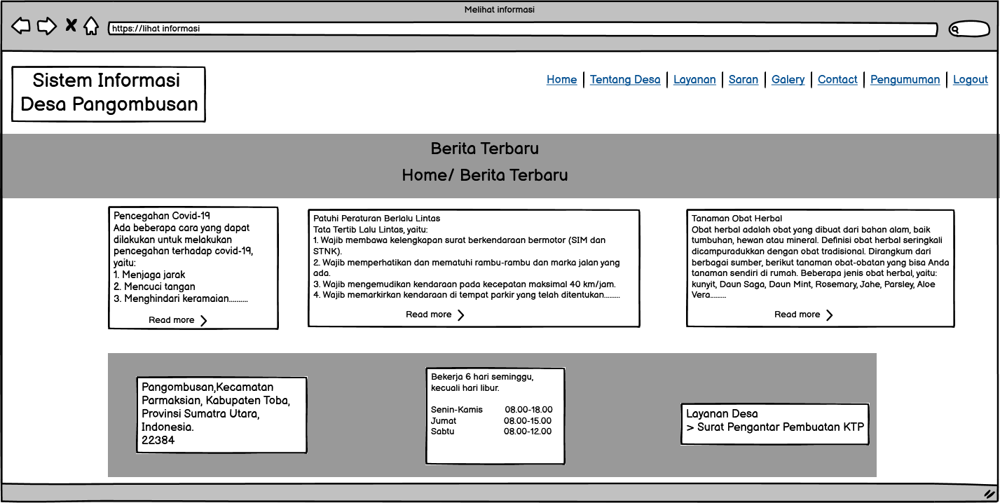 Melihat informasi
https://lihat informasi
Sistem Informasi
Desa Pangombusan
Home | Tentang Desa | Layanan | Saran | Galery | Contact | Pengumuman | Logout
Berita Terbaru
Home/ Berita Terbaru
Pencegahan Covid-19
Ada beberapa cara yang dapat
dilakukan untuk melakukan
pencegahan terhadap covid-19,
yaitu:
1. Menjaga jarak
2. Mencuci tangan
3. Menghindari keramaian..........
Read more
Patuhi Peraturan Berlalu Lintas
Tata Tertib Lalu Lintas, yaitu:
1. Wajib membawa kelengkapan surat berkendaraan bermotor (SIM dan
STNK).
2. Wajib memperhatikan dan mematuhi rambu-rambu dan marka jalan yang
ada.
3. Wajib mengemudikan kendaraan pada kecepatan maksimal 40 km/jam.
4. Wajib memarkirkan kendaraan di tempat parkir yang telah ditentukan.........
Read more
Tanaman Obat Herbal
Obat herbal adalah obat yang dibuat dari bahan alam, baik
tumbuhan, hewan atau mineral. Definisi obat herbal seringkali
dicampuradukkan dengan obat tradisional. Dirangkum dari
berbagai sumber, berikut tanaman obat-obatan yang bisa Anda
tanaman sendiri di rumah. Beberapa jenis obat herbal, yaitu:
kunyit, Daun Saga, Daun Mint, Rosemary, Jahe, Parsley, Aloe
Vera.........
Read more
Pangombusan,Kecamatan
Parmaksian, Kabupaten Toba,
Provinsi Sumatra Utara,
Indonesia.
22384
Bekerja 6 hari seminggu,
kecuali hari libur.
Senin-Kamis 08.00-18.00
Jumat 08.00-15.00
Sabtu 08.00-12.00
Layanan Desa
> Surat Pengantar Pembuatan KTP